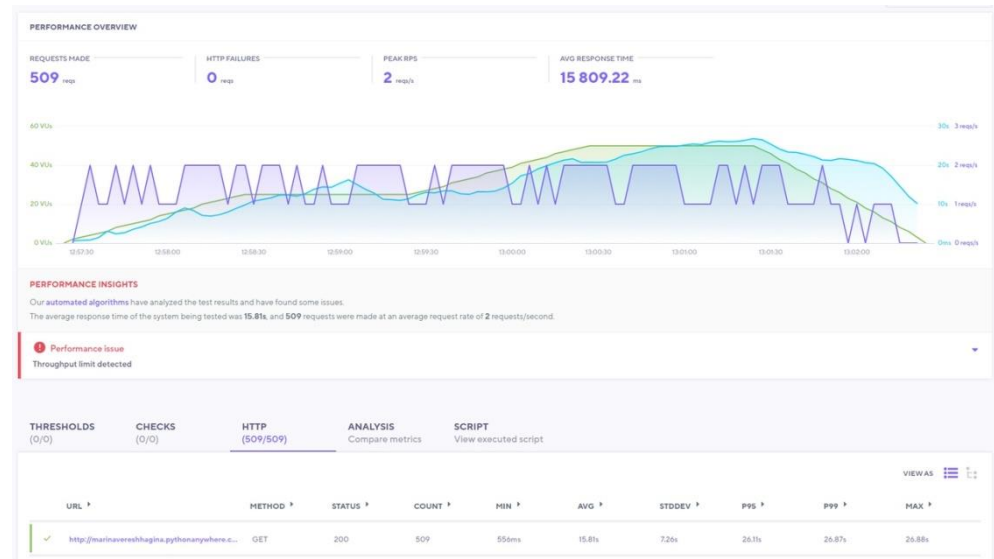 PERFORMANCE OVERVIEW
REQUESTS MADE HTTP FAILURES PEAK RPS AVG RESPONSE TIME
509 reqs 0 reqs 2 reqs/s 15 809.22 ms
60 VUs 30s 3 reqs/s
40 VUs 20s 2 reqs/s
20 VUs 10s 1 reqs/s
0 VUs 0ms 0 reqs/s
12:57:30 12:58:00 12:58:30 12:59:00 12:59:30 13:00:00 13:00:30 13:01:00 13:01:30 13:02:00
PERFORMANCE INSIGHTS
Our automated algorithms have analyzed the test results and have found some issues.
The average response time of the system being tested was 15.81s, and 509 requests were made at an average request rate of 2 requests/second.
Performance issue
Throughput limit detected
THRESHOLDS CHECKS HTTP ANALYSIS SCRIPT
(0/0) (0/0) (509/509) Compare metrics View executed script
VIEW AS
URL METHOD STATUS COUNT MIN AVG STDDEV P95 P99 MAX
http://marinavereshhagina.pythonanywhere.c... GET 200 509 556ms 15.81s 7.26s 26.11s 26.87s 26.88s